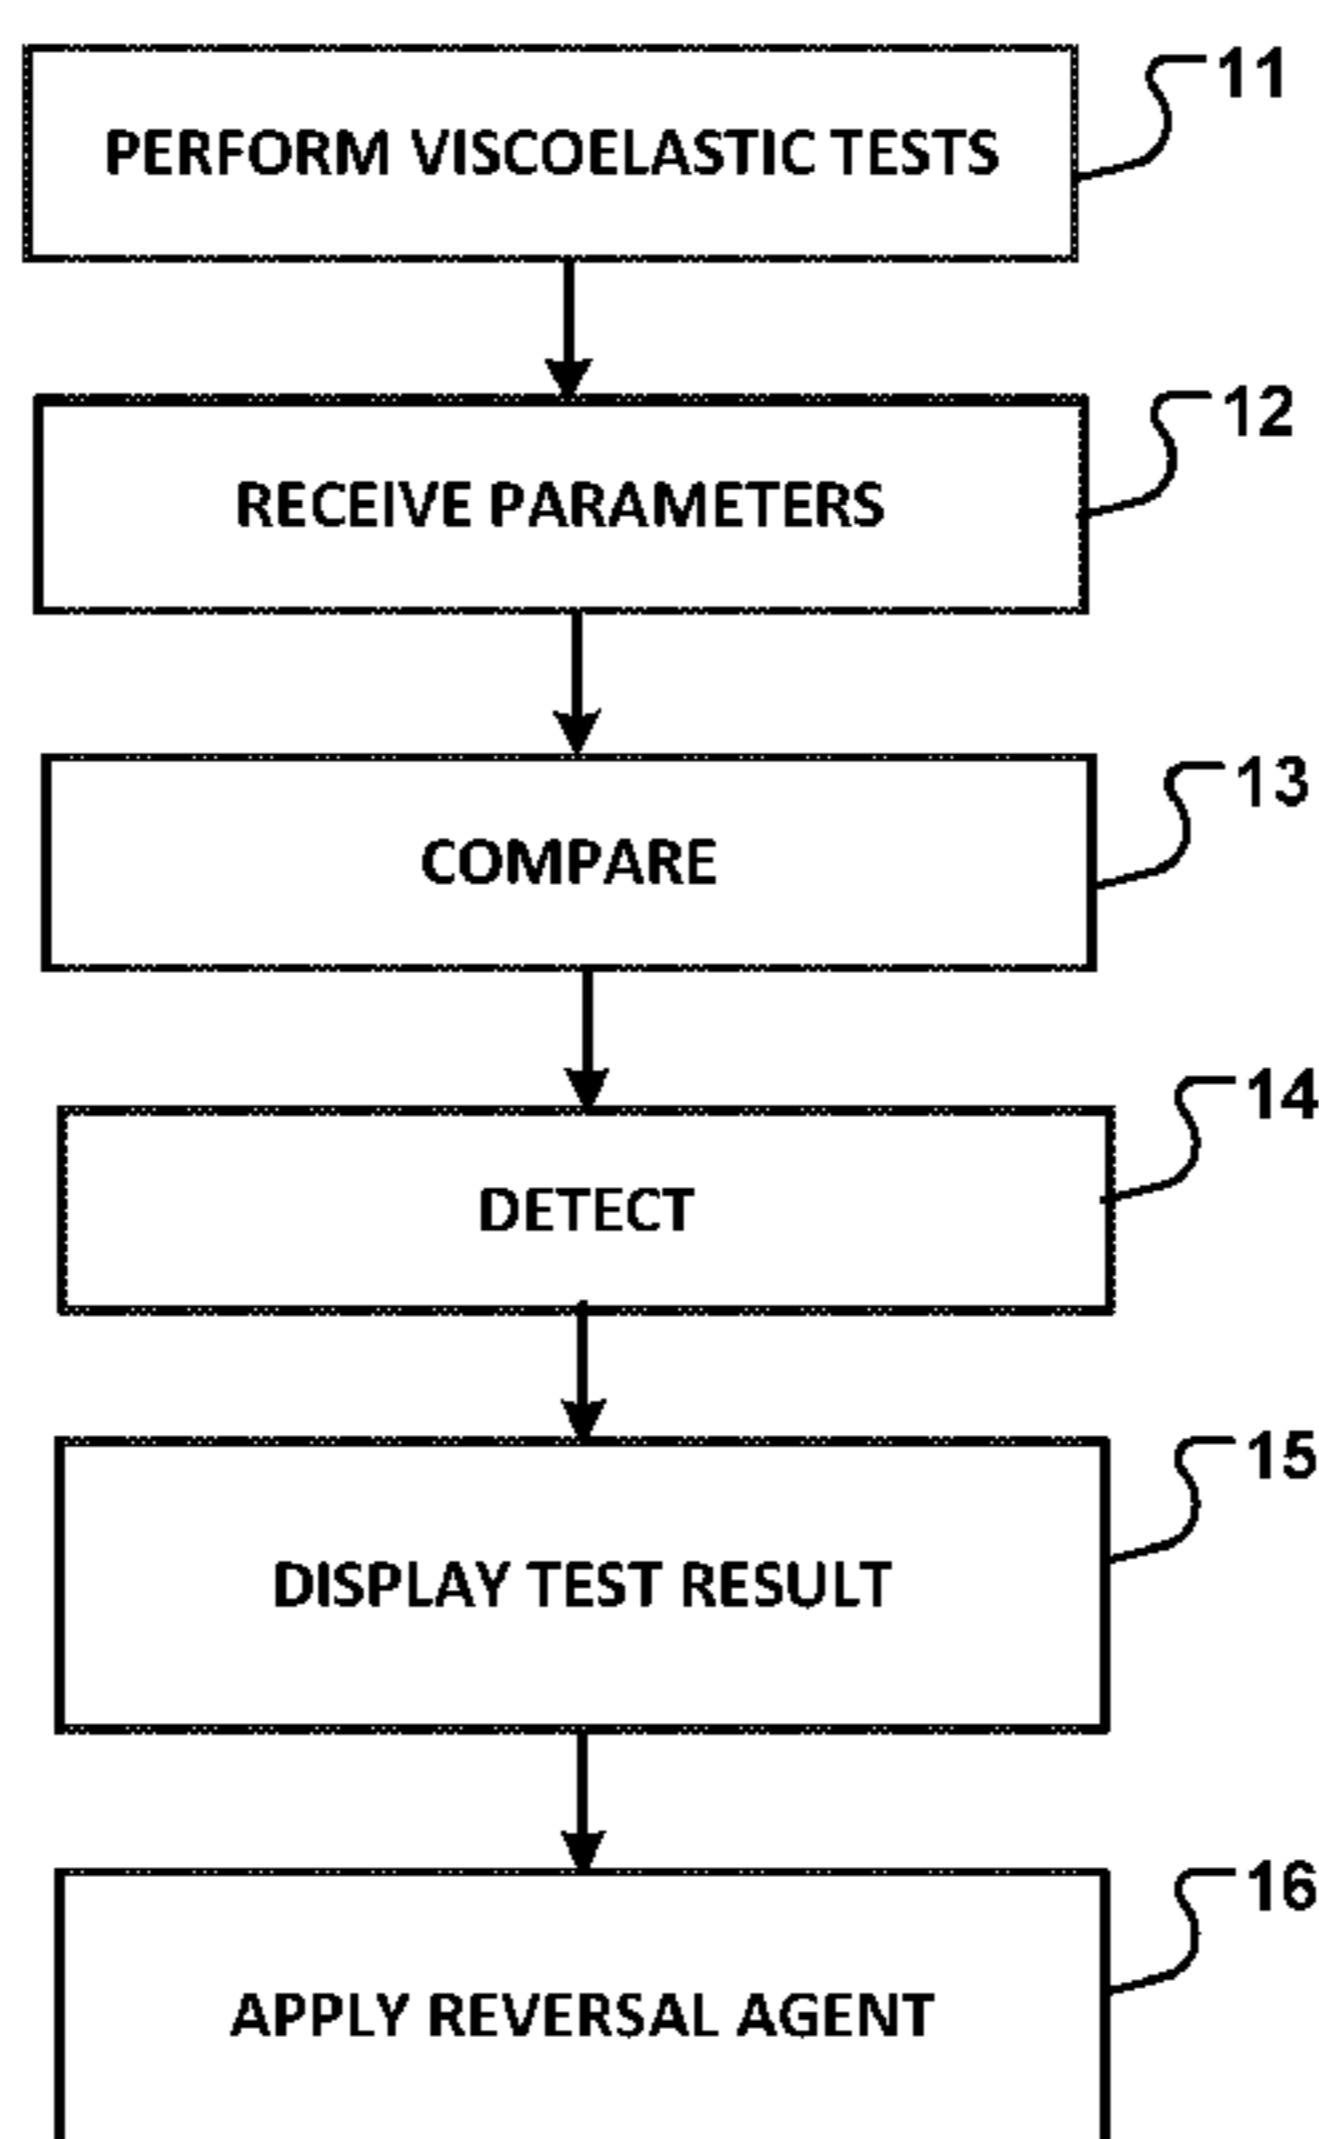 11
PERFORM VISCOELASTIC TESTS
12
RECEIVE PARAMETERS
13
COMPARE
14
DETECT
15
DISPLAY TEST RESULT
16
APPLY REVERSAL AGENT